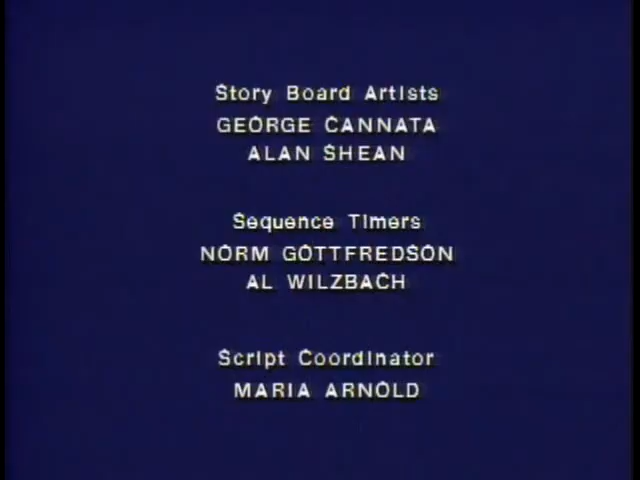 Story Board Artists
GEORGE CANNATA
ALAN SHEAN
Sequence Timers
NORM GOTTFREDSON
AL WILZBACH
Script Coordinator
MARIA ARNOLD